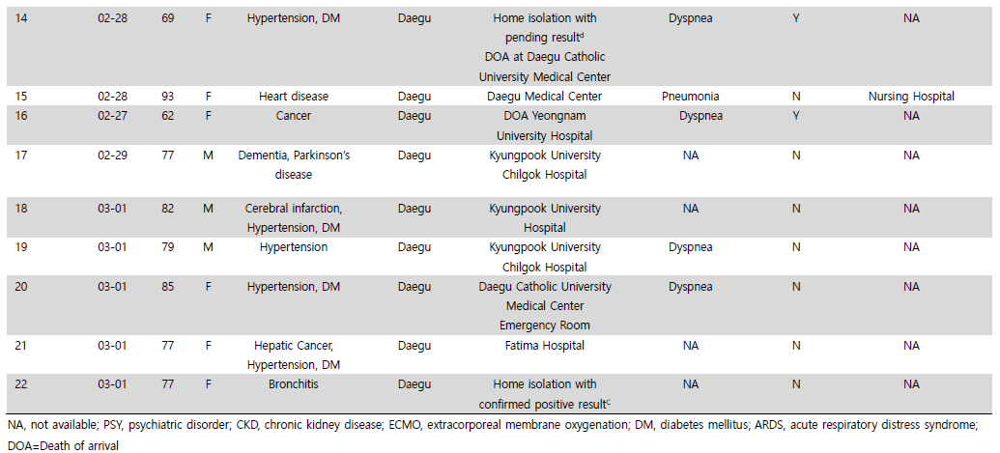 14 02-28 69 F Hypertension, DM Daegu Home isolation with Dyspnea Y NA
pending resultᵈ
DOA at Daegu Catholic
University Medical Center
15 02-28 93 F Heart disease Daegu Daegu Medical Center Pneumonia N Nursing Hospital
16 02-27 62 F Cancer Daegu DOA Yeongnam Dyspnea Y NA
University Hospital
17 02-29 77 M Dementia, Parkinson's Daegu Kyungpook University NA N NA
disease Chilgok Hospital
18 03-01 82 M Cerebral infarction, Daegu Kyungpook University NA N NA
Hypertension, DM Hospital
19 03-01 79 M Hypertension Daegu Kyungpook University Dyspnea N NA
Chilgok Hospital
20 03-01 85 F Hypertension, DM Daegu Daegu Catholic University Dyspnea N NA
Medical Center
Emergency Room
21 03-01 77 F Hepatic Cancer, Daegu Fatima Hospital NA N NA
Hypertension, DM
22 03-01 77 F Bronchitis Daegu Home isolation with NA N NA
confirmed positive resultC
NA, not available; PSY, psychiatric disorder; CKD, chronic kidney disease; ECMO, extracorporeal membrane oxygenation; DM, diabetes mellitus; ARDS, acute respiratory distress syndrome;
DOA=Death of arrival